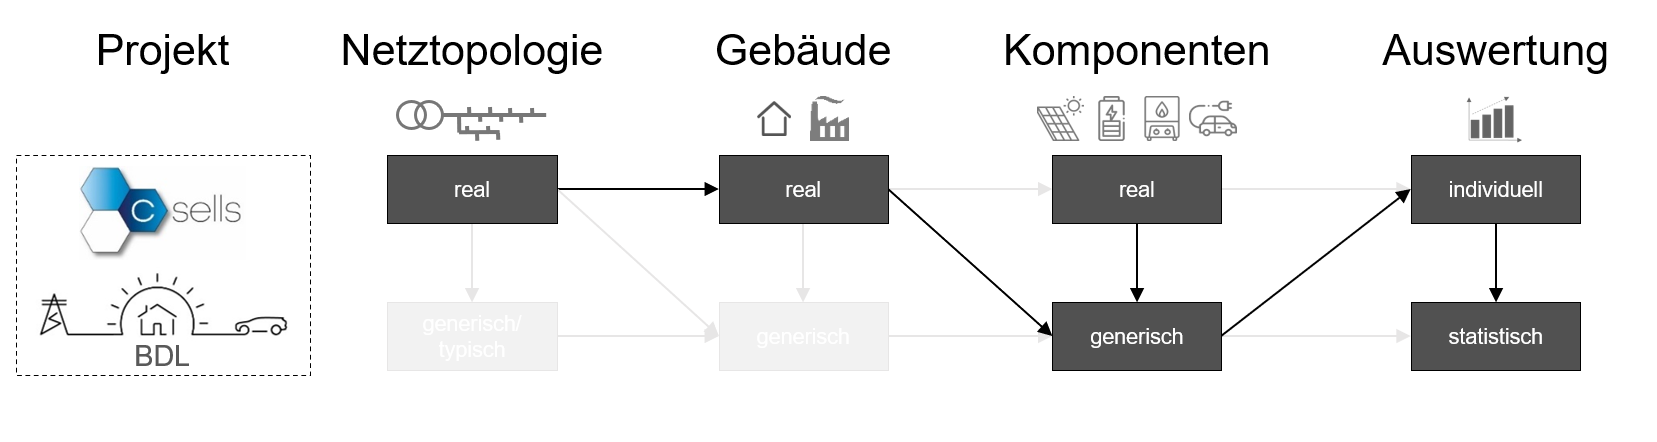 Projekt
Netztopologie
Gebäude
Komponenten
Auswertung
C sells
BDL
real
real
real
individuell
generisch/
typisch
generisch
generisch
statistisch